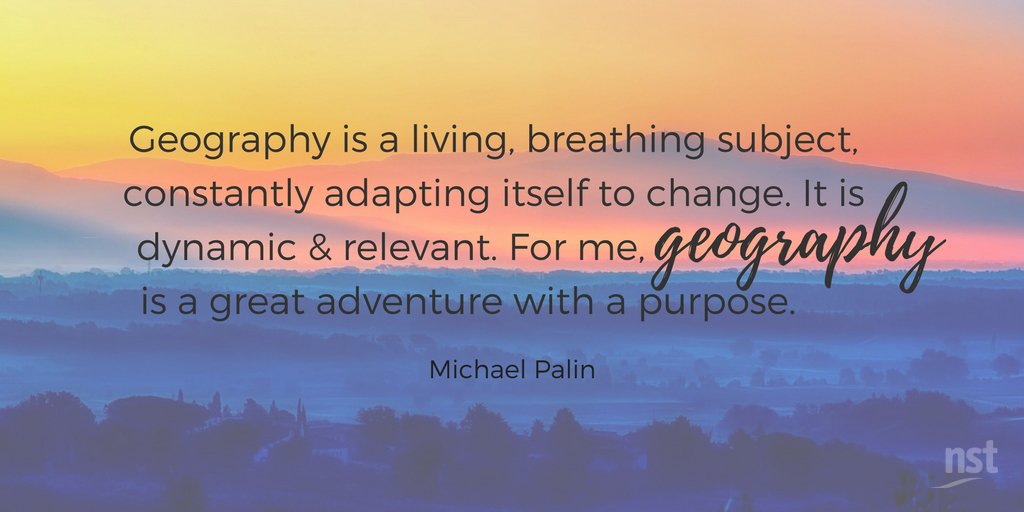 Geography is a living, breathing subject,
constantly adapting itself to change. It is
dynamic & relevant. For me, geography
is a great adventure with a purpose.
Michael Palin
nst